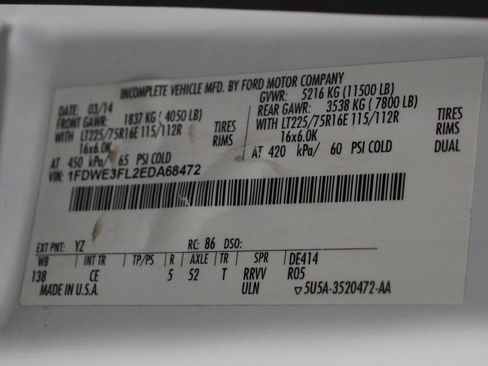 INCOMPLETE VEHICLE MFD. BY FORD MOTOR COMPANY
DATE: 03/14 GVWR: 5216 KG (11500 LB)
FRONT GAWR: 1837 KG (4050 LB) REAR GAWR: 3538 KG (7800 LB)
WITH LT225/75R16E 115/112R TIRES WITH LT225/75R16E 115/112R TIRES
16x6.0K RIMS 16x6.0K RIMS
AT 450 kPa/ 65 PSI COLD AT 420 kPa/ 60 PSI COLD DUAL
VIN: 1FDWE3FL2EDA68472
EXT PNT: YZ RC: 86 DSO:
WB INT TR TP/PS R AXLE TR SPR DE414
138 CE 5 52 T RRVV R05
MADE IN U.S.A. ULN ▽5U5A-3520472-AA